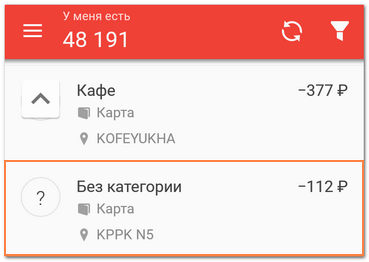 У меня есть
48 191
Кафе −377 ₽
Карта
KOFEYUKHA
? Без категории −112 ₽
Карта
KPPK N5